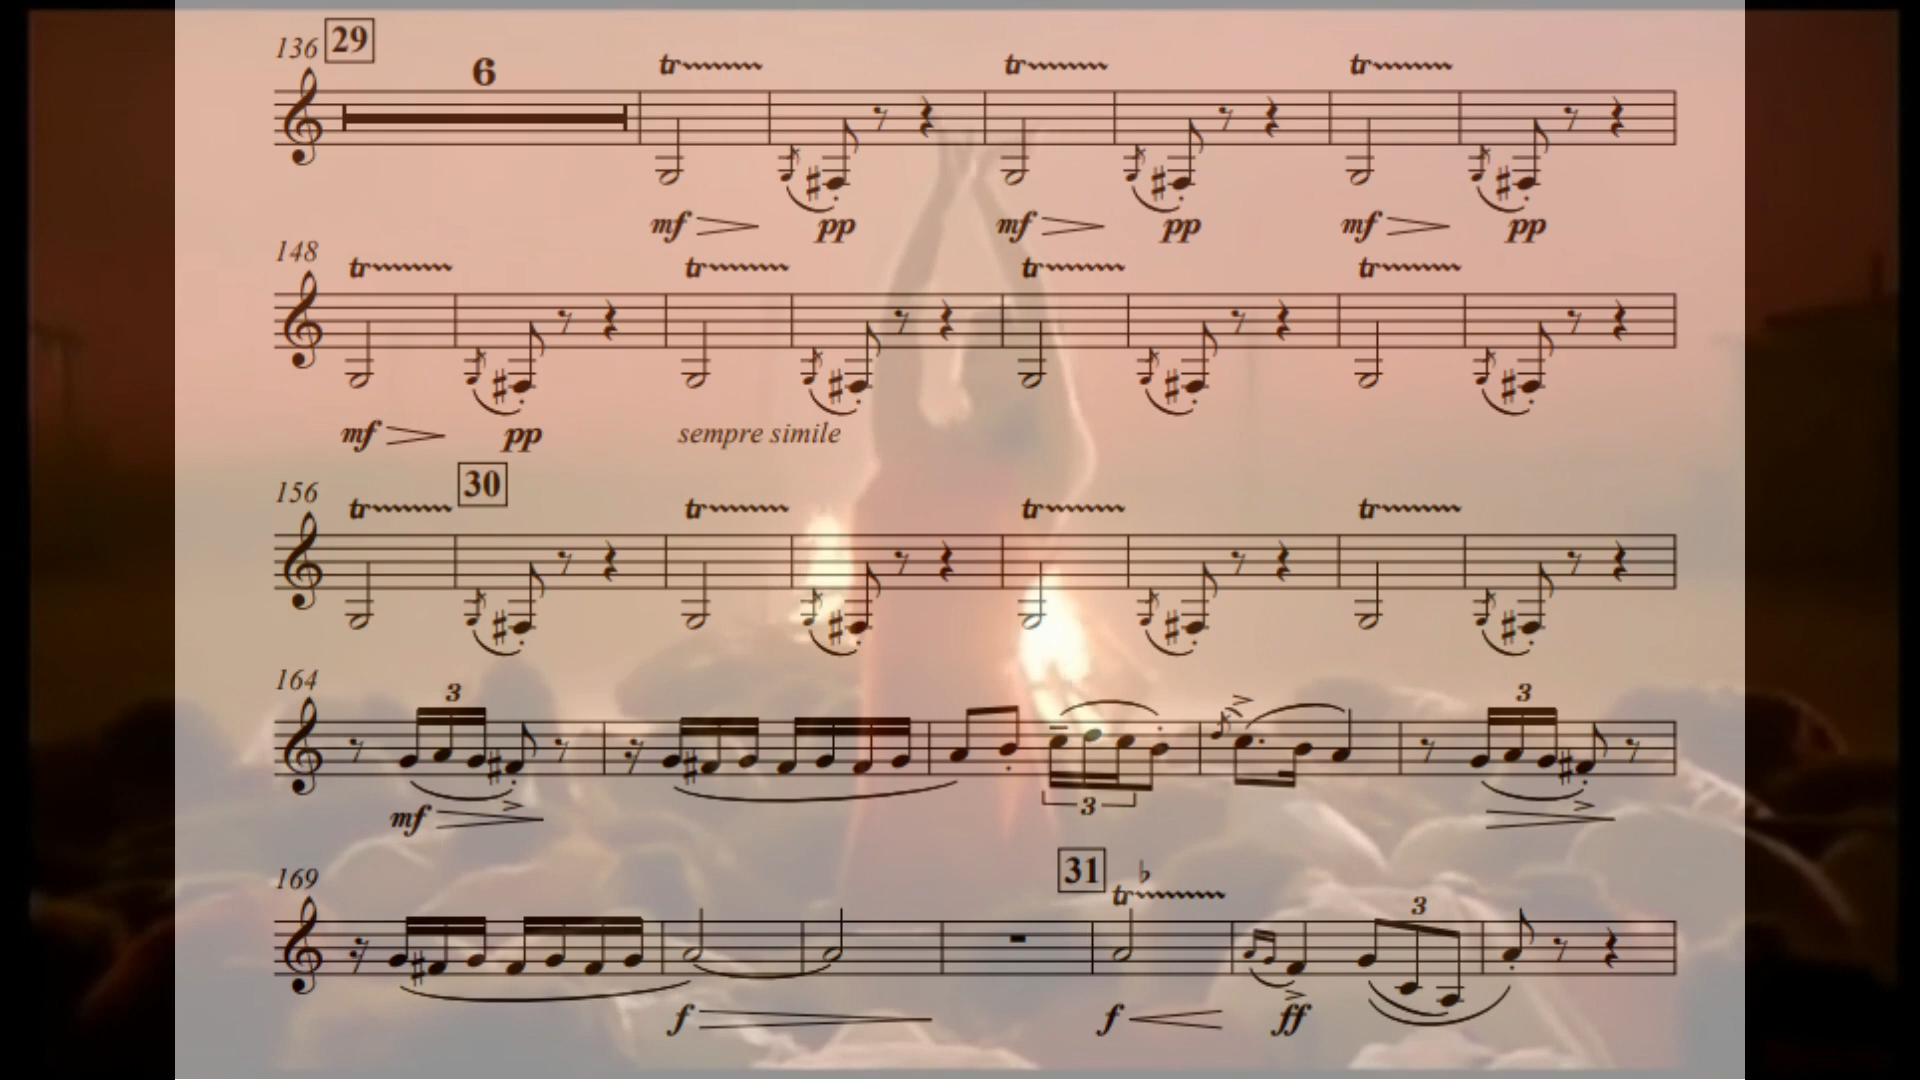 136 29
6
tr tr tr
mf pp mf pp mf pp
148
tr tr tr tr
mf pp sempre simile
156 30
tr tr tr tr
164 3 3
mf 3
169 31
tr 3
f f ff